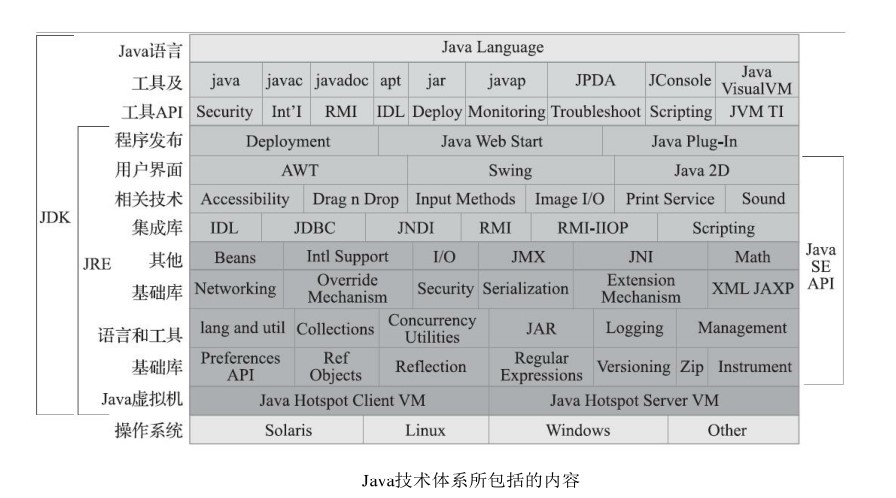 Java语言 Java Language
工具及 java javac javadoc apt jar javap JPDA JConsole Java VisualVM
工具API Security Int'I RMI IDL Deploy Monitoring Troubleshoot Scripting JVM TI
程序发布 Deployment Java Web Start Java Plug-In
用户界面 AWT Swing Java 2D
相关技术 Accessibility Drag n Drop Input Methods Image I/O Print Service Sound
JDK
集成库 IDL JDBC JNDI RMI RMI-IIOP Scripting
JRE
其他 Beans Intl Support I/O JMX JNI Math
Java SE API
基础库 Networking Override Mechanism Security Serialization Extension Mechanism XML JAXP
语言和工具 lang and util Collections Concurrency Utilities JAR Logging Management
基础库 Preferences API Ref Objects Reflection Regular Expressions Versioning Zip Instrument
Java虚拟机 Java Hotspot Client VM Java Hotspot Server VM
操作系统 Solaris Linux Windows Other
Java技术体系所包括的内容